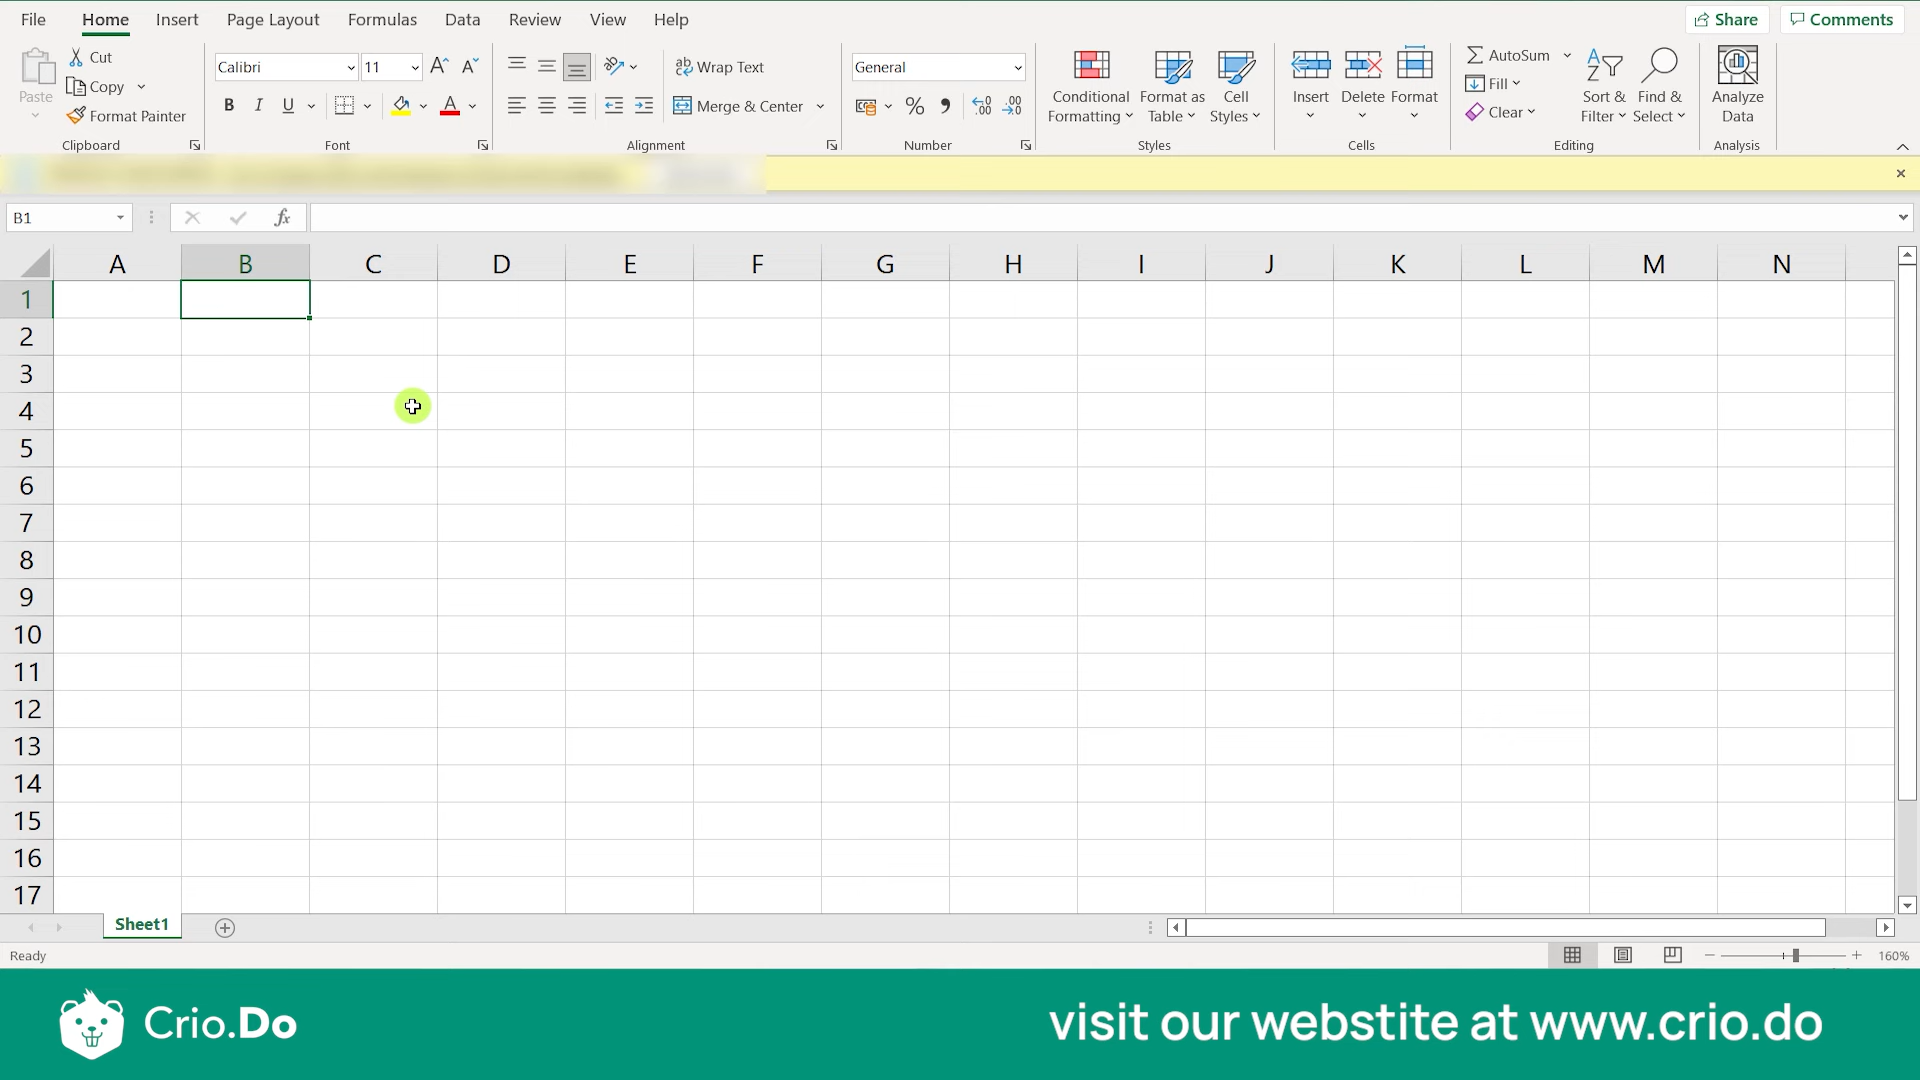 File Home Insert Page Layout Formulas Data Review View Help Share Comments
Paste Cut Copy Format Painter Clipboard
Calibri 11 B I U A Font
ab Wrap Text Merge & Center Alignment
General % Number
Conditional Formatting Format as Table Cell Styles Styles
Insert Delete Format Cells
AutoSum Fill Clear Sort & Filter Find & Select Editing
Analyze Data Analysis
B1 fx
A B C D E F G H I J K L M N
1
2
3
4
5
6
7
8
9
10
11
12
13
14
15
16
17
Sheet1
Ready 160%
Crio.Do visit our webstite at www.crio.do